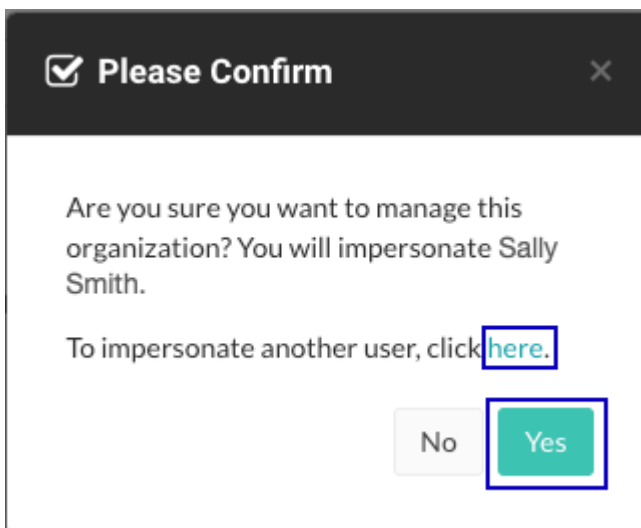 Please Confirm
×
Are you sure you want to manage this
organization? You will impersonate Sally
Smith.
To impersonate another user, click here.
No
Yes